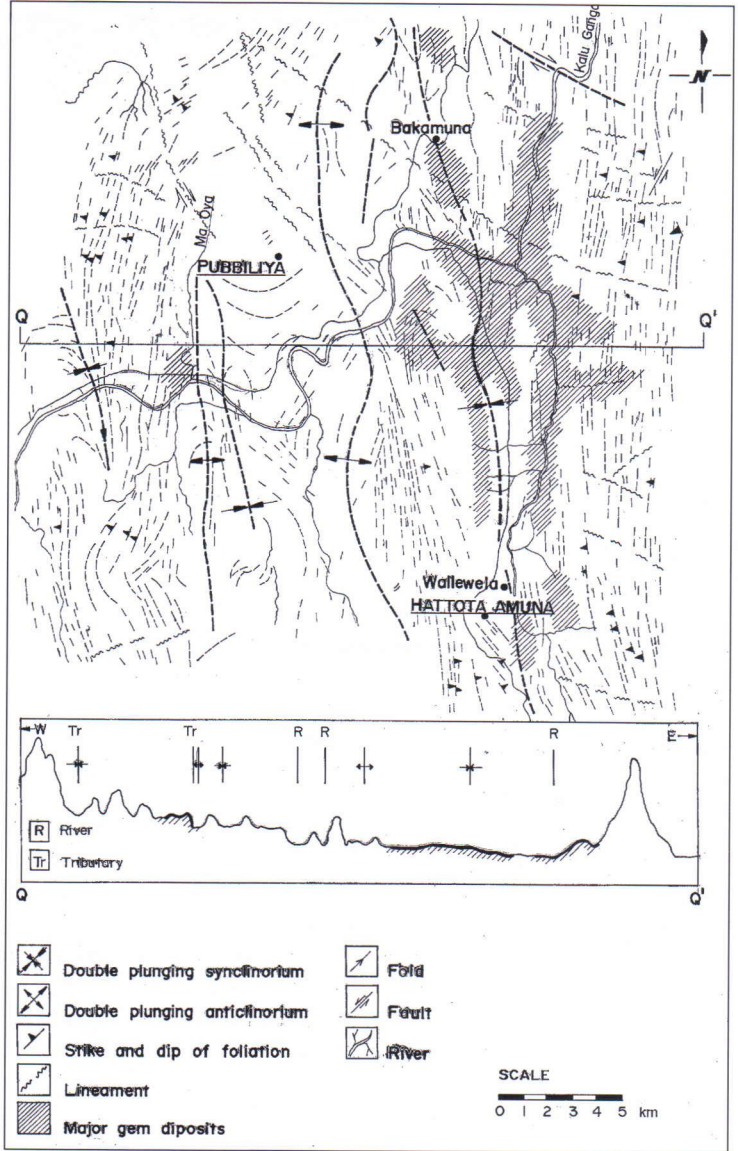 Kalu Ganga
N
Bakamuna
Ma. Oya
PUBBILIYA
Q
Q'
Wallewela
HATTOTA AMUNA
W
Tr
Tr
R
R
R
E
R River
Tr Tributary
Q
Q'
Double plunging synclinorium
Double plunging anticlinorium
Stike and dip of foliation
Lineament
Major gem diposits
Fold
Fault
River
SCALE
0 1 2 3 4 5 km